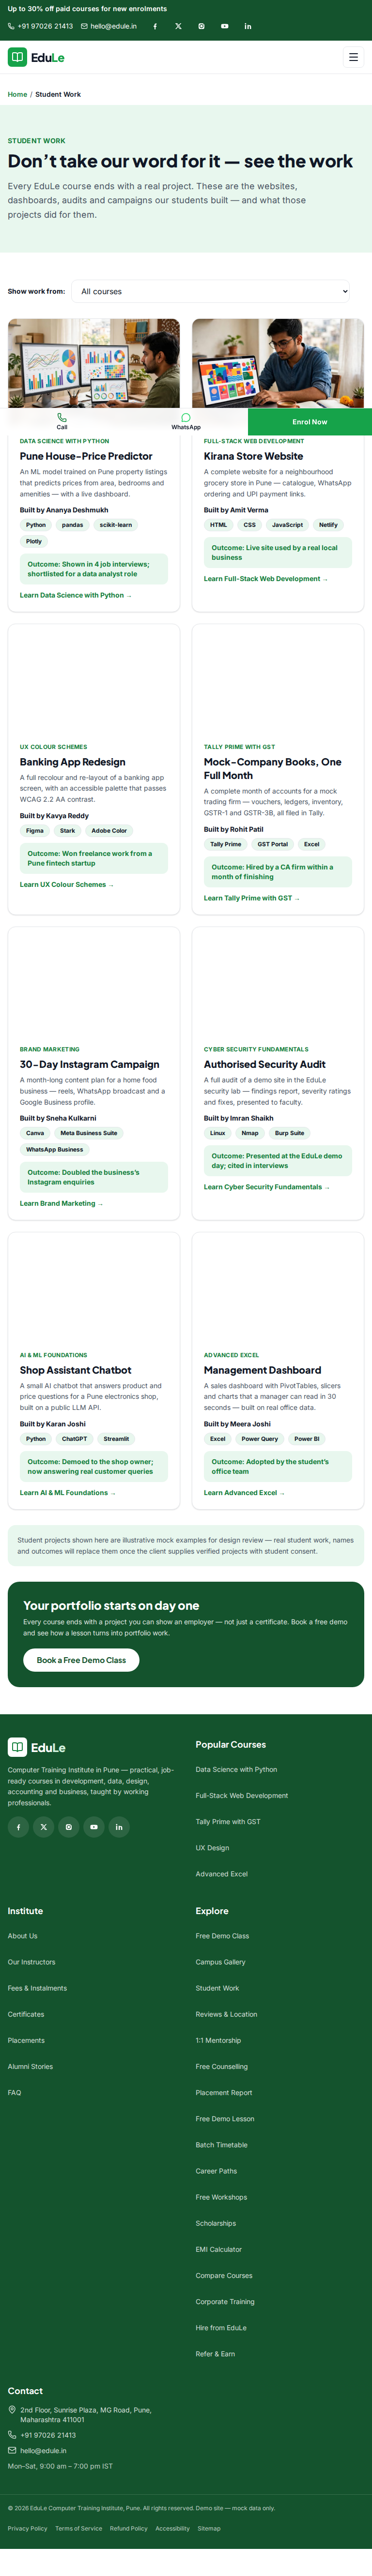 Up to 30% off paid courses for new enrolments
+91 97026 21413 hello@edule.in
EduLe
Home / Student Work
STUDENT WORK
Don’t take our word for it — see the work
Every EduLe course ends with a real project. These are the websites,
dashboards, audits and campaigns our students built — and what those
projects did for them.
Show work from: All courses
Call
WhatsApp
Enrol Now
DATA SCIENCE WITH PYTHON
Pune House-Price Predictor
An ML model trained on Pune property listings
that predicts prices from area, bedrooms and
amenities — with a live dashboard.
Built by Ananya Deshmukh
Python pandas scikit-learn
Plotly
Outcome: Shown in 4 job interviews;
shortlisted for a data analyst role
Learn Data Science with Python →
FULL-STACK WEB DEVELOPMENT
Kirana Store Website
A complete website for a neighbourhood
grocery store in Pune — catalogue, WhatsApp
ordering and UPI payment links.
Built by Amit Verma
HTML CSS JavaScript Netlify
Outcome: Live site used by a real local
business
Learn Full-Stack Web Development →
UX COLOUR SCHEMES
Banking App Redesign
A full recolour and re-layout of a banking app
screen, with an accessible palette that passes
WCAG 2.2 AA contrast.
Built by Kavya Reddy
Figma Stark Adobe Color
Outcome: Won freelance work from a
Pune fintech startup
Learn UX Colour Schemes →
TALLY PRIME WITH GST
Mock-Company Books, One
Full Month
A complete month of accounts for a mock
trading firm — vouchers, ledgers, inventory,
GSTR-1 and GSTR-3B, all filed in Tally.
Built by Rohit Patil
Tally Prime GST Portal Excel
Outcome: Hired by a CA firm within a
month of finishing
Learn Tally Prime with GST →
BRAND MARKETING
30-Day Instagram Campaign
A month-long content plan for a home food
business — reels, WhatsApp broadcast and a
Google Business profile.
Built by Sneha Kulkarni
Canva Meta Business Suite
WhatsApp Business
Outcome: Doubled the business’s
Instagram enquiries
Learn Brand Marketing →
CYBER SECURITY FUNDAMENTALS
Authorised Security Audit
A full audit of a demo site in the EduLe
security lab — findings report, severity ratings
and fixes, presented to faculty.
Built by Imran Shaikh
Linux Nmap Burp Suite
Outcome: Presented at the EduLe demo
day; cited in interviews
Learn Cyber Security Fundamentals →
AI & ML FOUNDATIONS
Shop Assistant Chatbot
A small AI chatbot that answers product and
price questions for a Pune electronics shop,
built on a public LLM API.
Built by Karan Joshi
Python ChatGPT Streamlit
Outcome: Demoed to the shop owner;
now answering real customer queries
Learn AI & ML Foundations →
ADVANCED EXCEL
Management Dashboard
A sales dashboard with PivotTables, slicers
and charts that a manager can read in 30
seconds — built on real office data.
Built by Meera Joshi
Excel Power Query Power BI
Outcome: Adopted by the student’s
office team
Learn Advanced Excel →
Student projects shown here are illustrative mock examples for design review — real student work, names
and outcomes will replace them once the client supplies verified projects with student consent.
Your portfolio starts on day one
Every course ends with a project you can show an employer — not just a certificate. Book a free demo
and see how a lesson turns into portfolio work.
Book a Free Demo Class
EduLe
Computer Training Institute in Pune — practical, job-
ready courses in development, data, design,
accounting and business, taught by working
professionals.
Popular Courses
Data Science with Python
Full-Stack Web Development
Tally Prime with GST
UX Design
Advanced Excel
Institute
About Us
Our Instructors
Fees & Instalments
Certificates
Placements
Alumni Stories
FAQ
Explore
Free Demo Class
Campus Gallery
Student Work
Reviews & Location
1:1 Mentorship
Free Counselling
Placement Report
Free Demo Lesson
Batch Timetable
Career Paths
Free Workshops
Scholarships
EMI Calculator
Compare Courses
Corporate Training
Hire from EduLe
Refer & Earn
Contact
2nd Floor, Sunrise Plaza, MG Road, Pune,
Maharashtra 411001
+91 97026 21413
hello@edule.in
Mon–Sat, 9:00 am – 7:00 pm IST
© 2026 EduLe Computer Training Institute, Pune. All rights reserved. Demo site — mock data only.
Privacy Policy Terms of Service Refund Policy Accessibility Sitemap